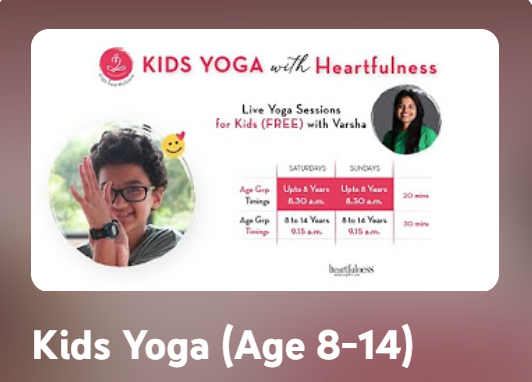 KIDS YOGA with Heartfulness
Live Yoga Sessions
for Kids (FREE) with Varsha
SATURDAYS SUNDAYS
Age Grp Upto 8 Years Upto 8 Years 20 mins
Timings 8.30 a.m. 8.30 a.m.
Age Grp 8 to 14 Years 8 to 14 Years 30 mins
Timings 9.15 a.m. 9.15 a.m.
heartfulness
Kids Yoga (Age 8-14)